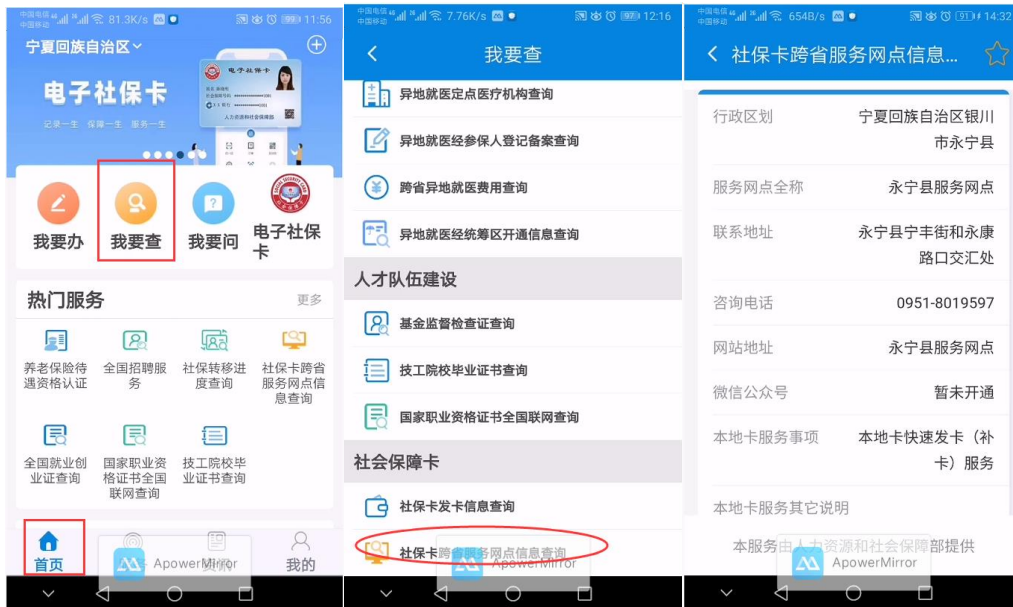 中国电信
中国移动
81.3K/s
99
11:56
宁夏回族自治区
电子社保卡
记录一生 保障一生 服务一生
电子社保卡
人力资源和社会保障部
我要办
我要查
我要问
电子社保
卡
热门服务
更多
养老保险待
遇资格认证
全国招聘服
务
社保转移进
度查询
社保卡跨省
服务网点信
息查询
全国就业创
业证查询
国家职业资
格证书全国
联网查询
技工院校毕
业证书查询
首页
ApowerMirror
我的
中国电信
中国移动
7.76K/s
97
12:16
我要查
异地就医定点医疗机构查询
异地就医经参保人登记备案查询
跨省异地就医费用查询
异地就医经统筹区开通信息查询
人才队伍建设
基金监督检查证查询
技工院校毕业证书查询
国家职业资格证书全国联网查询
社会保障卡
社保卡发卡信息查询
社保卡跨省服务网点信息查询
ApowerMirror
中国电信
中国移动
654B/s
91
14:32
社保卡跨省服务网点信息...
行政区划
宁夏回族自治区银川
市永宁县
服务网点全称
永宁县服务网点
联系地址
永宁县宁丰街和永康
路口交汇处
咨询电话
0951-8019597
网站地址
永宁县服务网点
微信公众号
暂未开通
本地卡服务事项
本地卡快速发卡（补
卡）服务
本地卡服务其它说明
本服务由人力资源和社会保障部提供
ApowerMirror